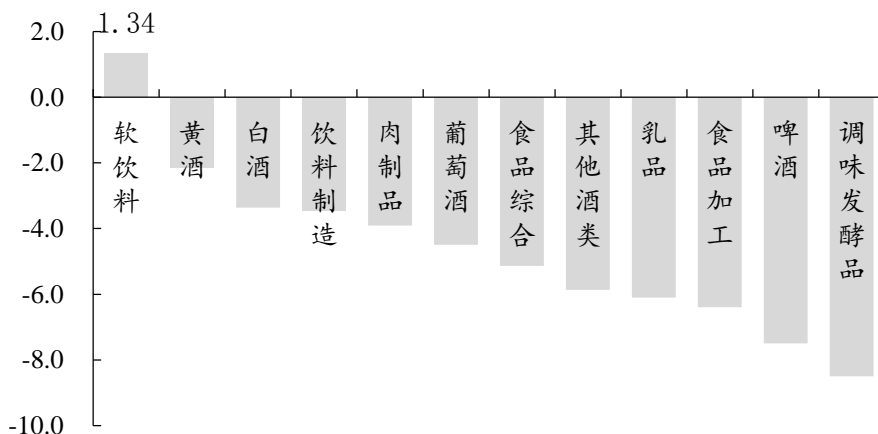 1.34
2.0
0.0
-2.0
-4.0
-6.0
-8.0
-10.0
软饮料
黄酒
白酒
饮料制造
肉制品
葡萄酒
食品综合
其他酒类
乳品
食品加工
啤酒
调味发酵品